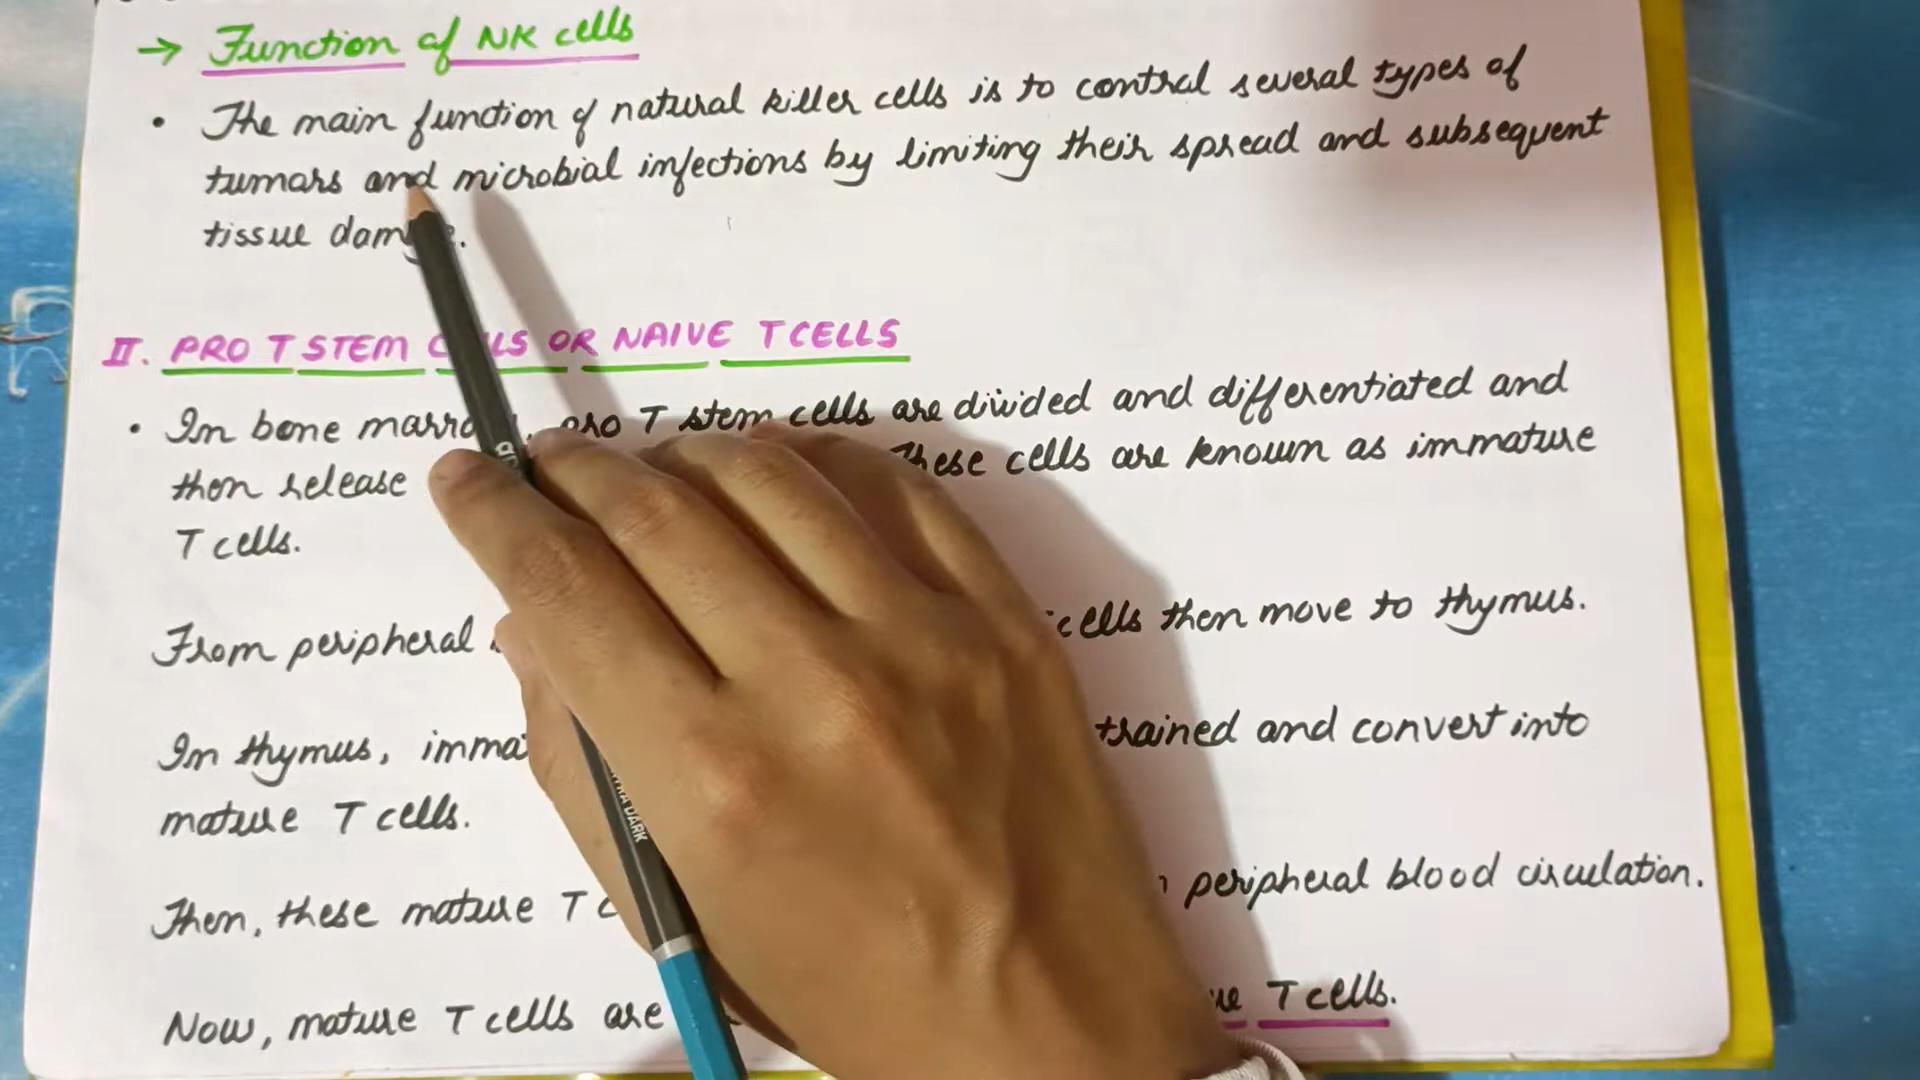 → Function of NK cells
• The main function of natural killer cells is to control several types of
tumors and microbial infections by limiting their spread and subsequent
tissue
II. PRO T STEM CELLS OR NAIVE T CELLS
• In bone pro T stem cells are divided and differentiated and
then release These cells are known as immature
T cells.
From peripheral cells then move to thymus.
In thymus, trained and convert into
mature T cells.
Then, these mature T peripheral blood circulation.
Now, mature T cells are T cells.